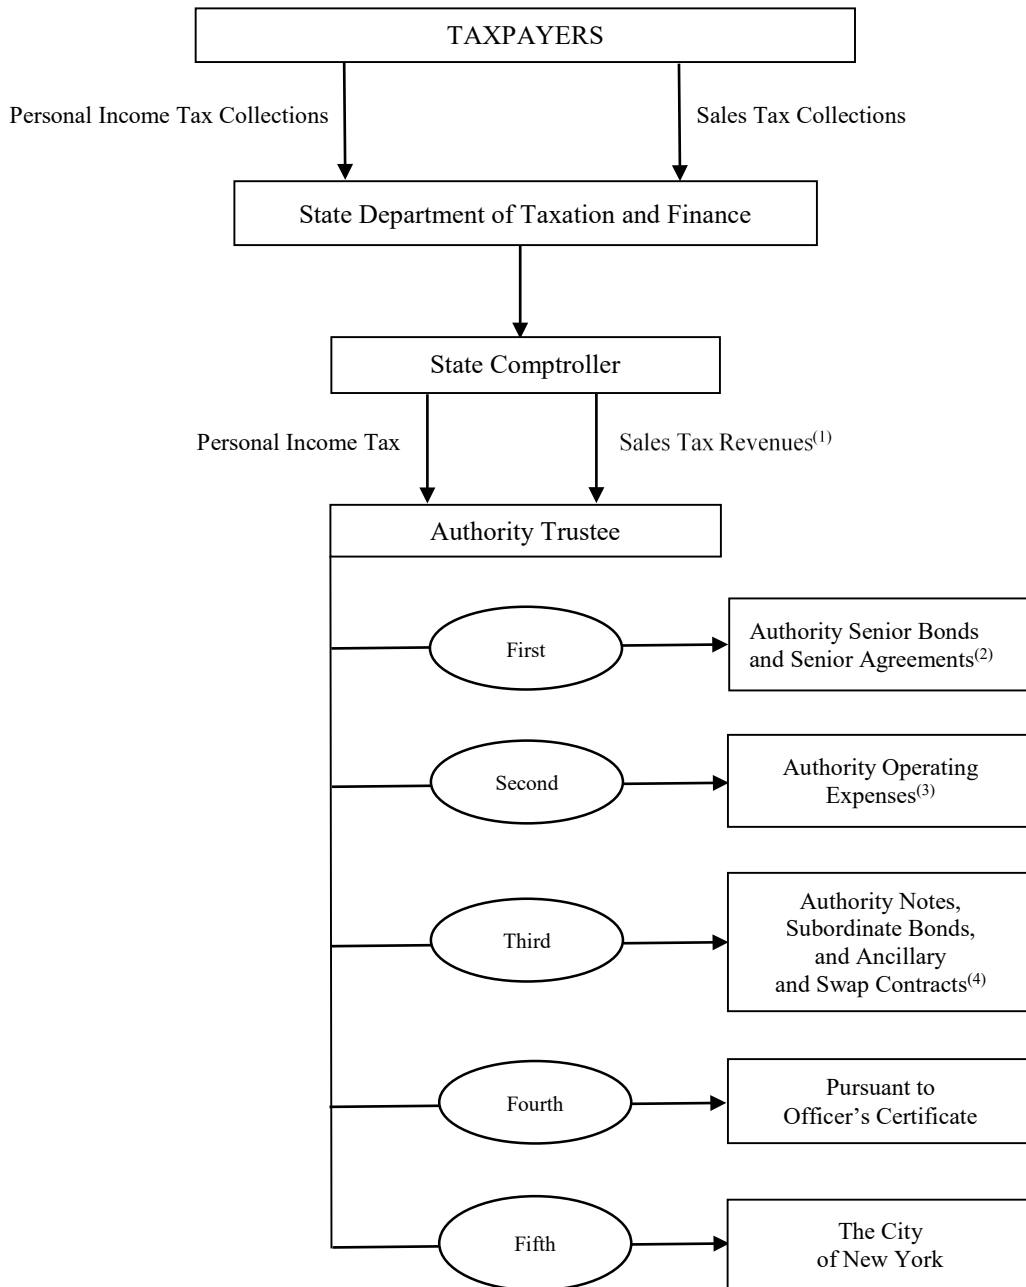 TAXPAYERS
Personal Income Tax Collections
Sales Tax Collections
State Department of Taxation and Finance
State Comptroller
Personal Income Tax
Sales Tax Revenues(1)
Authority Trustee
First
Authority Senior Bonds
and Senior Agreements(2)
Second
Authority Operating
Expenses(3)
Third
Authority Notes,
Subordinate Bonds,
and Ancillary
and Swap Contracts(4)
Fourth
Pursuant to
Officer’s Certificate
Fifth
The City
of New York